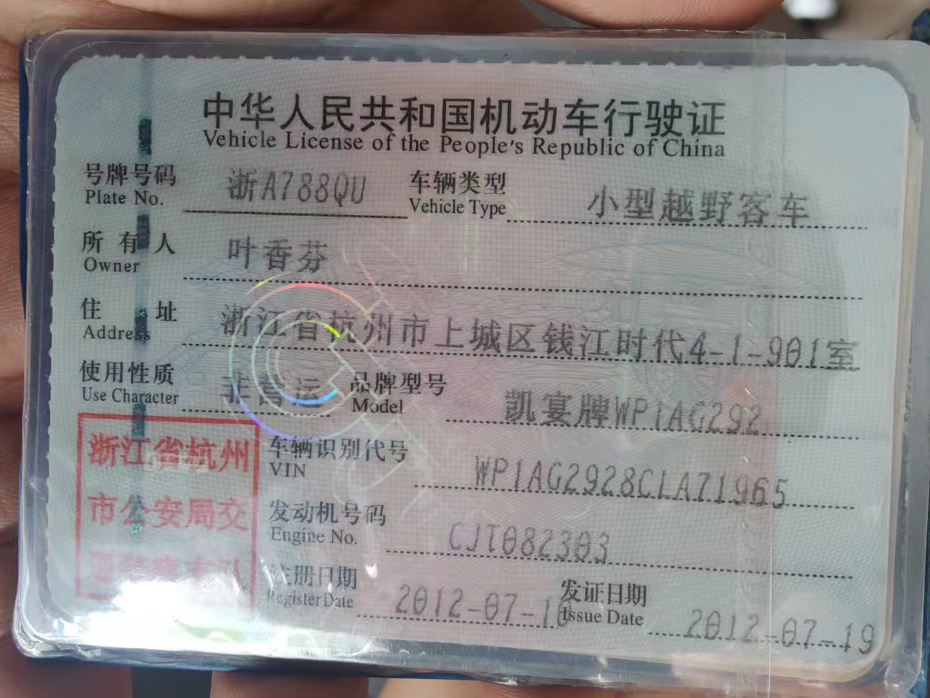 中华人民共和国机动车行驶证
Vehicle License of the People's Republic of China
号牌号码 浙A788QU 车辆类型 小型越野客车
Plate No. Vehicle Type
所有人 叶香芬
Owner
住址 浙江省杭州市上城区钱江时代4-1-901室
Address
使用性质 非营运 品牌型号 凯宴牌WP1AG292
Use Character Model
浙江省杭州
市公安局交
车辆识别代号 WP1AG2928CLA71965
VIN
发动机号码 CJT082303
Engine No.
注册日期 2012-07-1 发证日期 2012-07-19
Register Date Issue Date